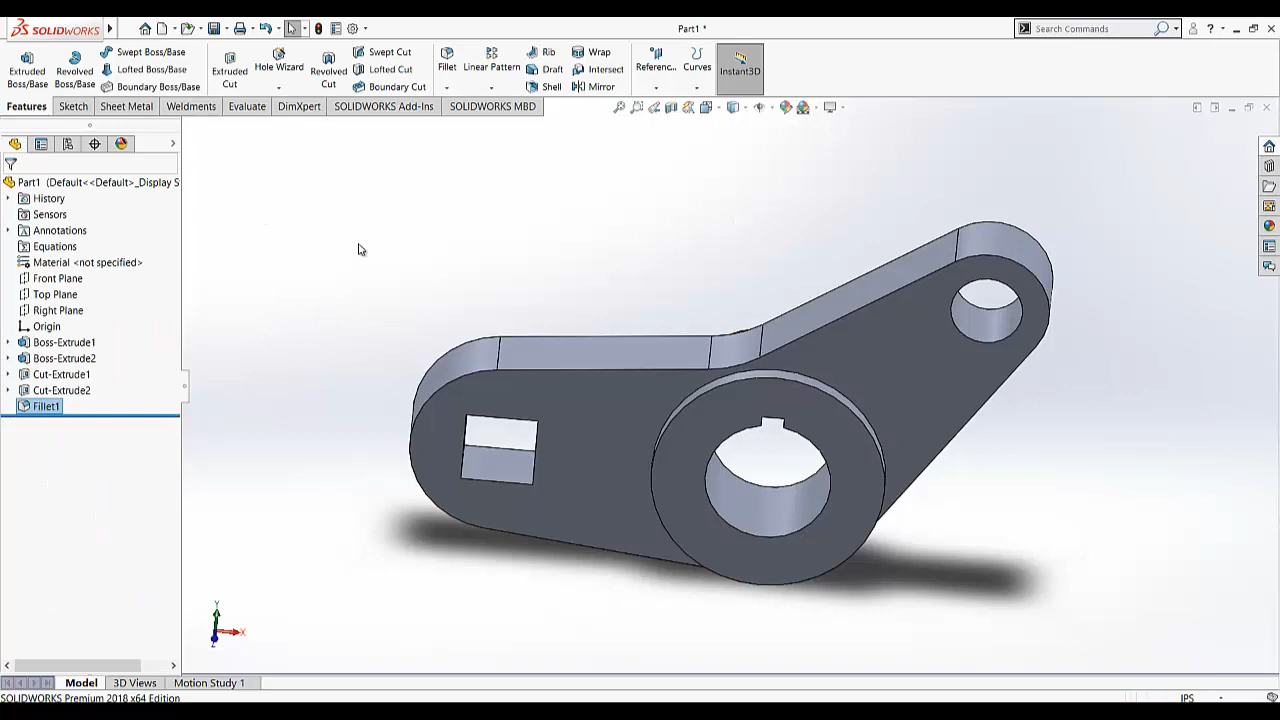 SOLIDWORKS
Part1 *
Search Commands
Extruded Boss/Base
Revolved Boss/Base
Swept Boss/Base
Lofted Boss/Base
Boundary Boss/Base
Extruded Cut
Hole Wizard
Revolved Cut
Swept Cut
Lofted Cut
Boundary Cut
Fillet
Linear Pattern
Rib
Draft
Shell
Wrap
Intersect
Mirror
Referenc...
Curves
Instant3D
Features
Sketch
Sheet Metal
Weldments
Evaluate
DimXpert
SOLIDWORKS Add-Ins
SOLIDWORKS MBD
Part1 (Default<<Default>_Display S
History
Sensors
Annotations
Equations
Material <not specified>
Front Plane
Top Plane
Right Plane
Origin
Boss-Extrude1
Boss-Extrude2
Cut-Extrude1
Cut-Extrude2
Fillet1
Y
X
Z
Model
3D Views
Motion Study 1
SOLIDWORKS Premium 2018 x64 Edition
IPS